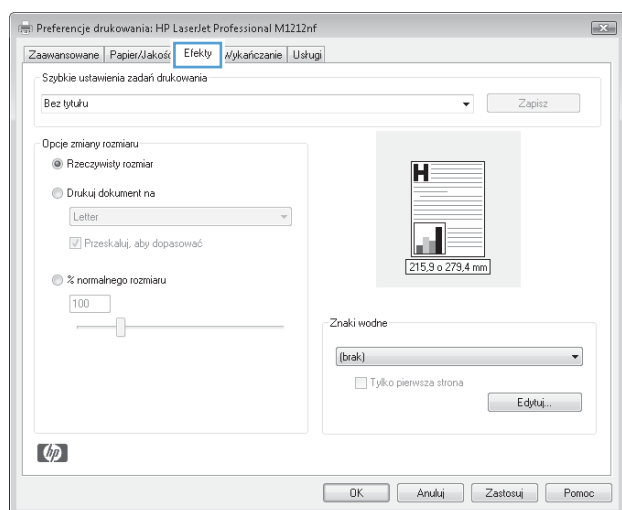 Preferencje drukowania: HP LaserJet Professional M1212nf
Zaawansowane Papier/Jakość Efekty Wykańczanie Usługi
Szybkie ustawienia zadań drukowania
Bez tytułu
Zapisz
Opcje zmiany rozmiaru
Rzeczywisty rozmiar
Drukuj dokument na
Letter
Przeskaluj, aby dopasować
% normalnego rozmiaru
100
H
215,9 o 279,4 mm
Znaki wodne
(brak)
Tylko pierwsza strona
Edytuj...
hp
OK Anuluj Zastosuj Pomoc